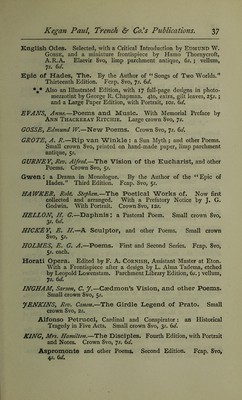 Kegan Paul, Trench & Co.'s Publications. 37
English Odes. Selected, with a Critical Introduction by EDMUND W.
GOSSE, and a miniature frontispiece by Hamo Thornycroft,
A.R.A. Elzevir 8vo, limp parchment antique, 6s.; vellum,
7s. 6d.
Epic of Hades, The. By the Author of "Songs of Two Worlds."
Thirteenth Edition. Fcap. 8vo, 7s. 6d.
*** Also an Illustrated Edition, with 17 full-page designs in photo-
mezzotint by George R. Chapman. 4to, extra, gilt leaves, 25s.;
and a Large Paper Edition, with Portrait, 10s. 6d.
EVANS, Anne.—Poems and Music. With Memorial Preface by
ANN THACKERAY RITCHIE. Large crown 8vo, 7s.
GOSSE, Edmund W.—New Poems. Crown 8vo, 7s. 6d.
GROTE, A. R.—Rip van Winkle: a Sun Myth; and other Poems.
Small crown 8vo, printed on hand-made paper, limp parchment
antique, 5s.
GURNEY, Rev. Alfred.—The Vision of the Eucharist, and other
Poems. Crown 8vo, 5s.
Gwen: a Drama in Monologue. By the Author of the "Epic of
Hades." Third Edition. Fcap. 8vo, 5s.
HAWKER, Robt. Stephen.—The Poetical Works of. Now first
collected and arranged. With a Prefatory Notice by J. G.
Godwin. With Portrait. Crown 8vo, 12s.
HELLON, H. G.—Daphnis: a Pastoral Poem. Small crown 8vo,
3s. 6d.
HICKEY, E. H.—A Sculptor, and other Poems. Small crown
8vo, 5s.
HOLMES, E. G. A.—Poems. First and Second Series. Fcap. 8vo,
5s. each.
Horati Opera. Edited by F. A. CORNISH, Assistant Master at Eton.
With a Frontispiece after a design by L. Alma Tadema, etched
by Leopold Lowenstam. Parchment Library Edition, 6s.; vellum,
7s. 6d.
INGHAM, Sarson, C. J.—Cædmon's Vision, and other Poems.
Small crown 8vo, 5s.
JENKINS, Rev. Canon.—The Girdle Legend of Prato. Small
crown 8vo, 2s.
Alfonso Petrucci, Cardinal and Conspirator: an Historical
Tragedy in Five Acts. Small crown 8vo, 3s. 6d.
KING, Mrs. Hamilton.—The Disciples. Fourth Edition, with Portrait
and Notes. Crown 8vo, 7s. 6d.
Aspromonte and other Poems. Second Edition. Fcap. 8vo,
4s. 6d.